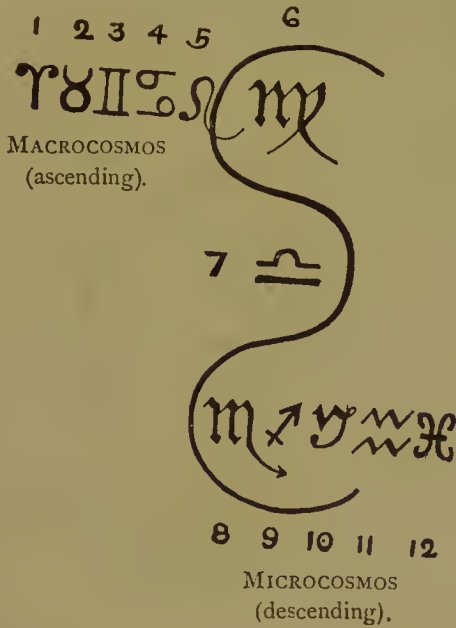 1 2 3 4 5 6
♈♉♊♋♌ ♍
MACROCOSMOS
(ascending).
7 ♎
♏♐♑♒♓
8 9 10 11 12
MICROCOSMOS
(descending).